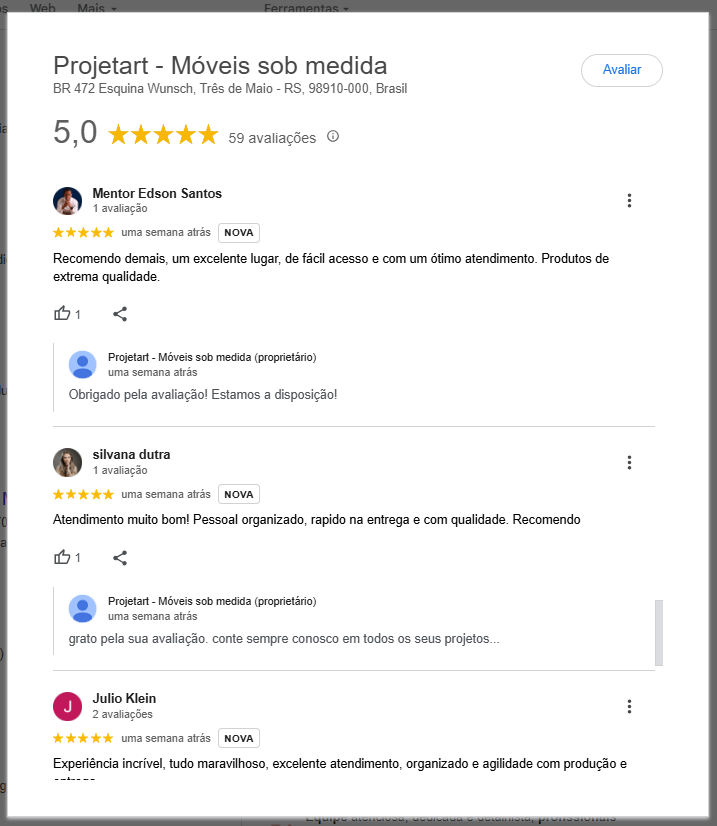 Web Mais Ferramentas
Projetart - Móveis sob medida
Avaliar
BR 472 Esquina Wunsch, Três de Maio - RS, 98910-000, Brasil
5,0 59 avaliações
Mentor Edson Santos
1 avaliação
uma semana atrás NOVA
Recomendo demais, um excelente lugar, de fácil acesso e com um ótimo atendimento. Produtos de
extrema qualidade.
1
Projetart - Móveis sob medida (proprietário)
uma semana atrás
Obrigado pela avaliação! Estamos a disposição!
silvana dutra
1 avaliação
uma semana atrás NOVA
Atendimento muito bom! Pessoal organizado, rapido na entrega e com qualidade. Recomendo
1
Projetart - Móveis sob medida (proprietário)
uma semana atrás
grato pela sua avaliação. conte sempre conosco em todos os seus projetos...
J
Julio Klein
2 avaliações
uma semana atrás NOVA
Experiência incrível, tudo maravilhoso, excelente atendimento, organizado e agilidade com produção e
Equipe atenciosa, dedicada e detalhista, profissionais